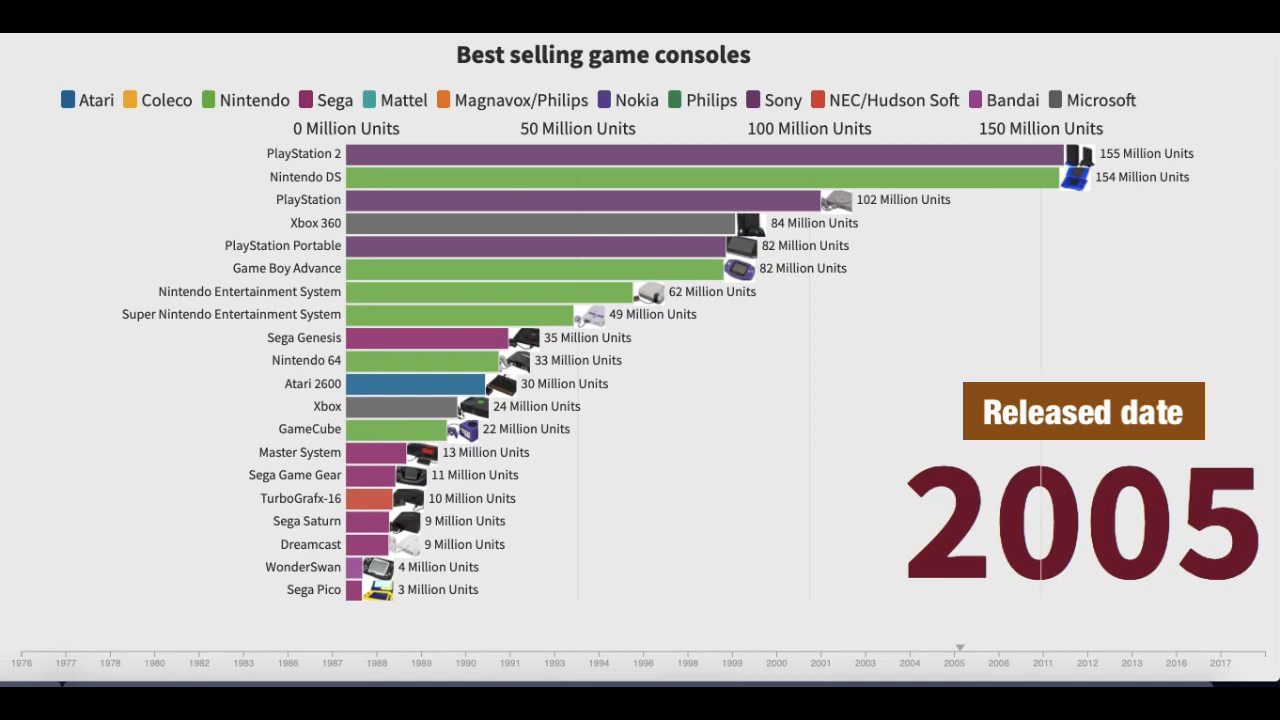 Best selling game consoles
Atari Coleco Nintendo Sega Mattel Magnavox/Philips Nokia Philips Sony NEC/Hudson Soft Bandai Microsoft
0 Million Units 50 Million Units 100 Million Units 150 Million Units
PlayStation 2 155 Million Units
Nintendo DS 154 Million Units
PlayStation 102 Million Units
Xbox 360 84 Million Units
PlayStation Portable 82 Million Units
Game Boy Advance 82 Million Units
Nintendo Entertainment System 62 Million Units
Super Nintendo Entertainment System 49 Million Units
Sega Genesis 35 Million Units
Nintendo 64 33 Million Units
Atari 2600 30 Million Units
Xbox 24 Million Units
GameCube 22 Million Units
Master System 13 Million Units
Sega Game Gear 11 Million Units
TurboGrafx-16 10 Million Units
Sega Saturn 9 Million Units
Dreamcast 9 Million Units
WonderSwan 4 Million Units
Sega Pico 3 Million Units
Released date
2005
1976 1977 1978 1980 1982 1983 1986 1987 1988 1989 1990 1991 1993 1994 1996 1998 1999 2000 2001 2003 2004 2005 2006 2011 2012 2013 2016 2017